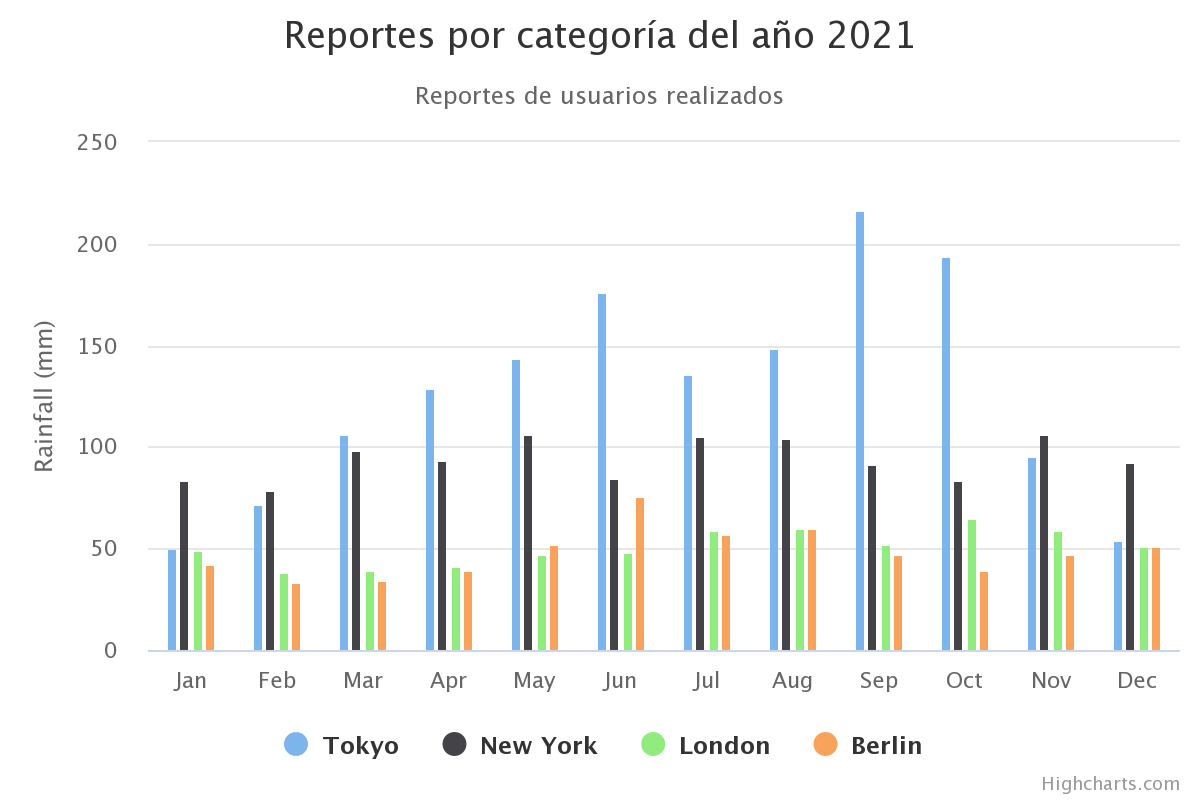 Reportes por categoría del año 2021
Reportes de usuarios realizados
Rainfall (mm)
250
200
150
100
50
0
Jan Feb Mar Apr May Jun Jul Aug Sep Oct Nov Dec
Tokyo New York London Berlin
Highcharts.com